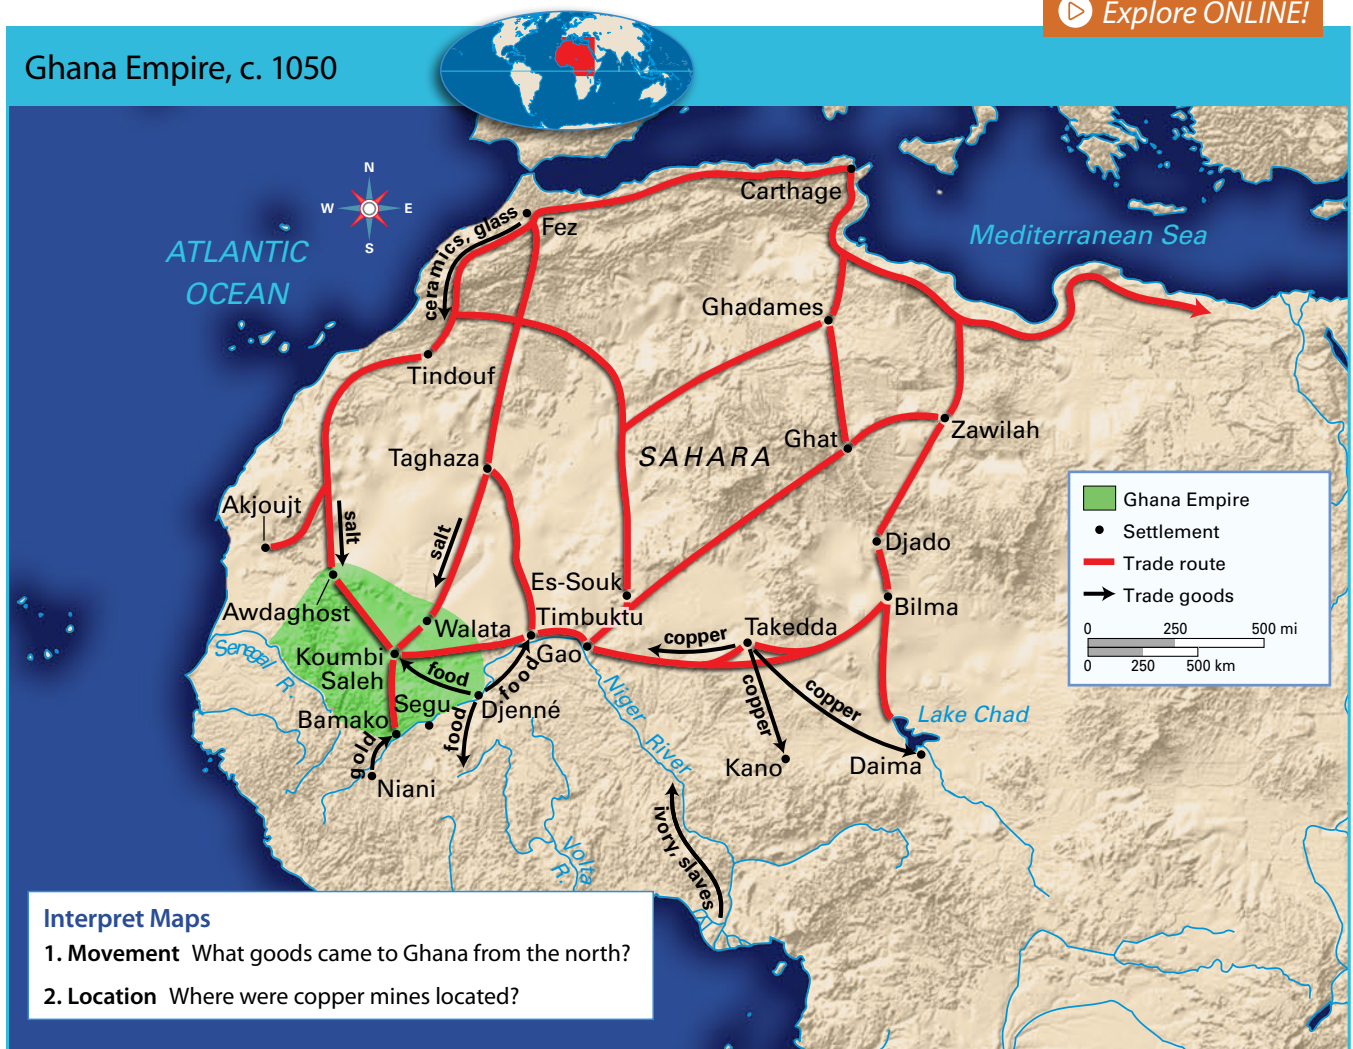 Explore ONLINE!
Ghana Empire, c. 1050
N
W
E
S
ATLANTIC
OCEAN
Mediterranean Sea
Carthage
Fez
ceramics, glass
Ghadames
Tindouf
SAHARA
Ghat
Zawilah
Taghaza
Akjoujt
salt
salt
Djado
Es-Souk
Bilma
Awdaghost
Walata
Timbuktu
copper
Takedda
Senegal
R.
Koumbi
Saleh
food
food
Gao
Segu
Djenné
copper
copper
Niger
River
Lake Chad
Bamako
food
gold
Niani
Kano
Daima
ivory, slaves
Volta
R.
Ghana Empire
Settlement
Trade route
Trade goods
0 250 500 mi
0 250 500 km
Interpret Maps
1. Movement What goods came to Ghana from the north?
2. Location Where were copper mines located?